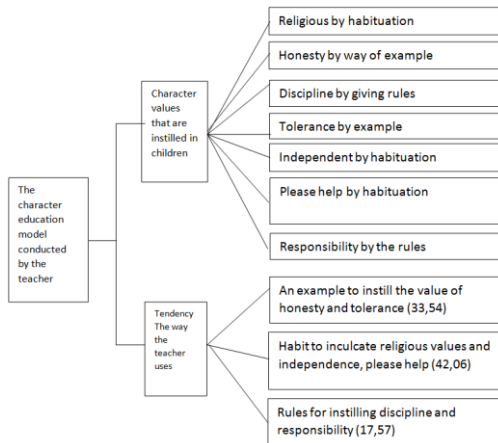 The
character
education
model
conducted
by the
teacher
Character
values
that are
instilled in
children
Religious by habituation
Honesty by way of example
Discipline by giving rules
Tolerance by example
Independent by habituation
Please help by habituation
Responsibility by the rules
Tendency
The way
the
teacher
uses
An example to instill the value of
honesty and tolerance (33,54)
Habit to inculcate religious values and
independence, please help (42,06)
Rules for instilling discipline and
responsibility (17,57)